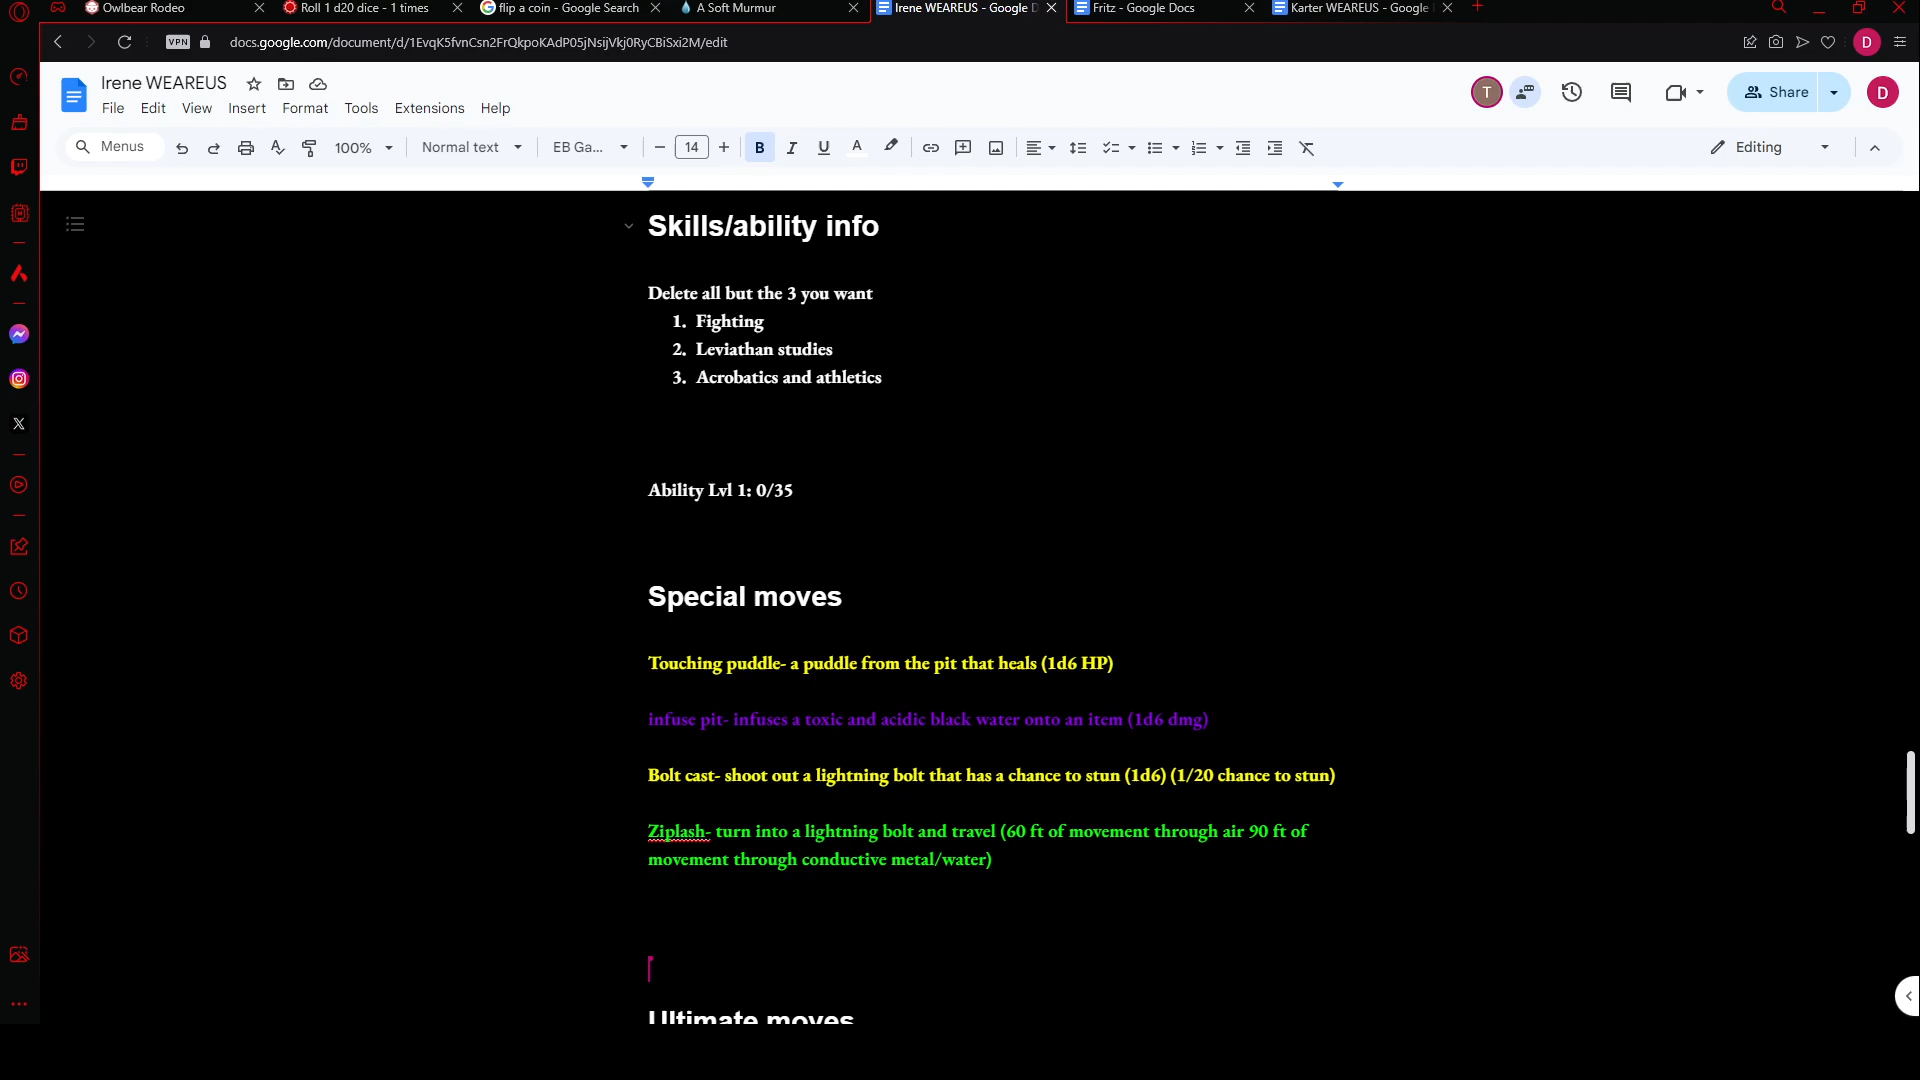 Owlbear Rodeo
Roll 1 d20 dice - 1 times
flip a coin - Google Search
A Soft Murmur
Irene WEAREUS - Google D
Fritz - Google Docs
Karter WEAREUS - Google
VPN
docs.google.com/document/d/1EvqK5fvnCsn2FrQkpoKAdP05jNsijVkj0RyCBiSxi2M/edit
D
Irene WEAREUS
File Edit View Insert Format Tools Extensions Help
T
Share
D
Menus
100%
Normal text
EB Ga...
14
B
I
U
A
Editing
Skills/ability info
Delete all but the 3 you want
1. Fighting
2. Leviathan studies
3. Acrobatics and athletics
Ability Lvl 1: 0/35
Special moves
Touching puddle- a puddle from the pit that heals (1d6 HP)
infuse pit- infuses a toxic and acidic black water onto an item (1d6 dmg)
Bolt cast- shoot out a lightning bolt that has a chance to stun (1d6) (1/20 chance to stun)
Ziplash- turn into a lightning bolt and travel (60 ft of movement through air 90 ft of
movement through conductive metal/water)
Ultimate moves